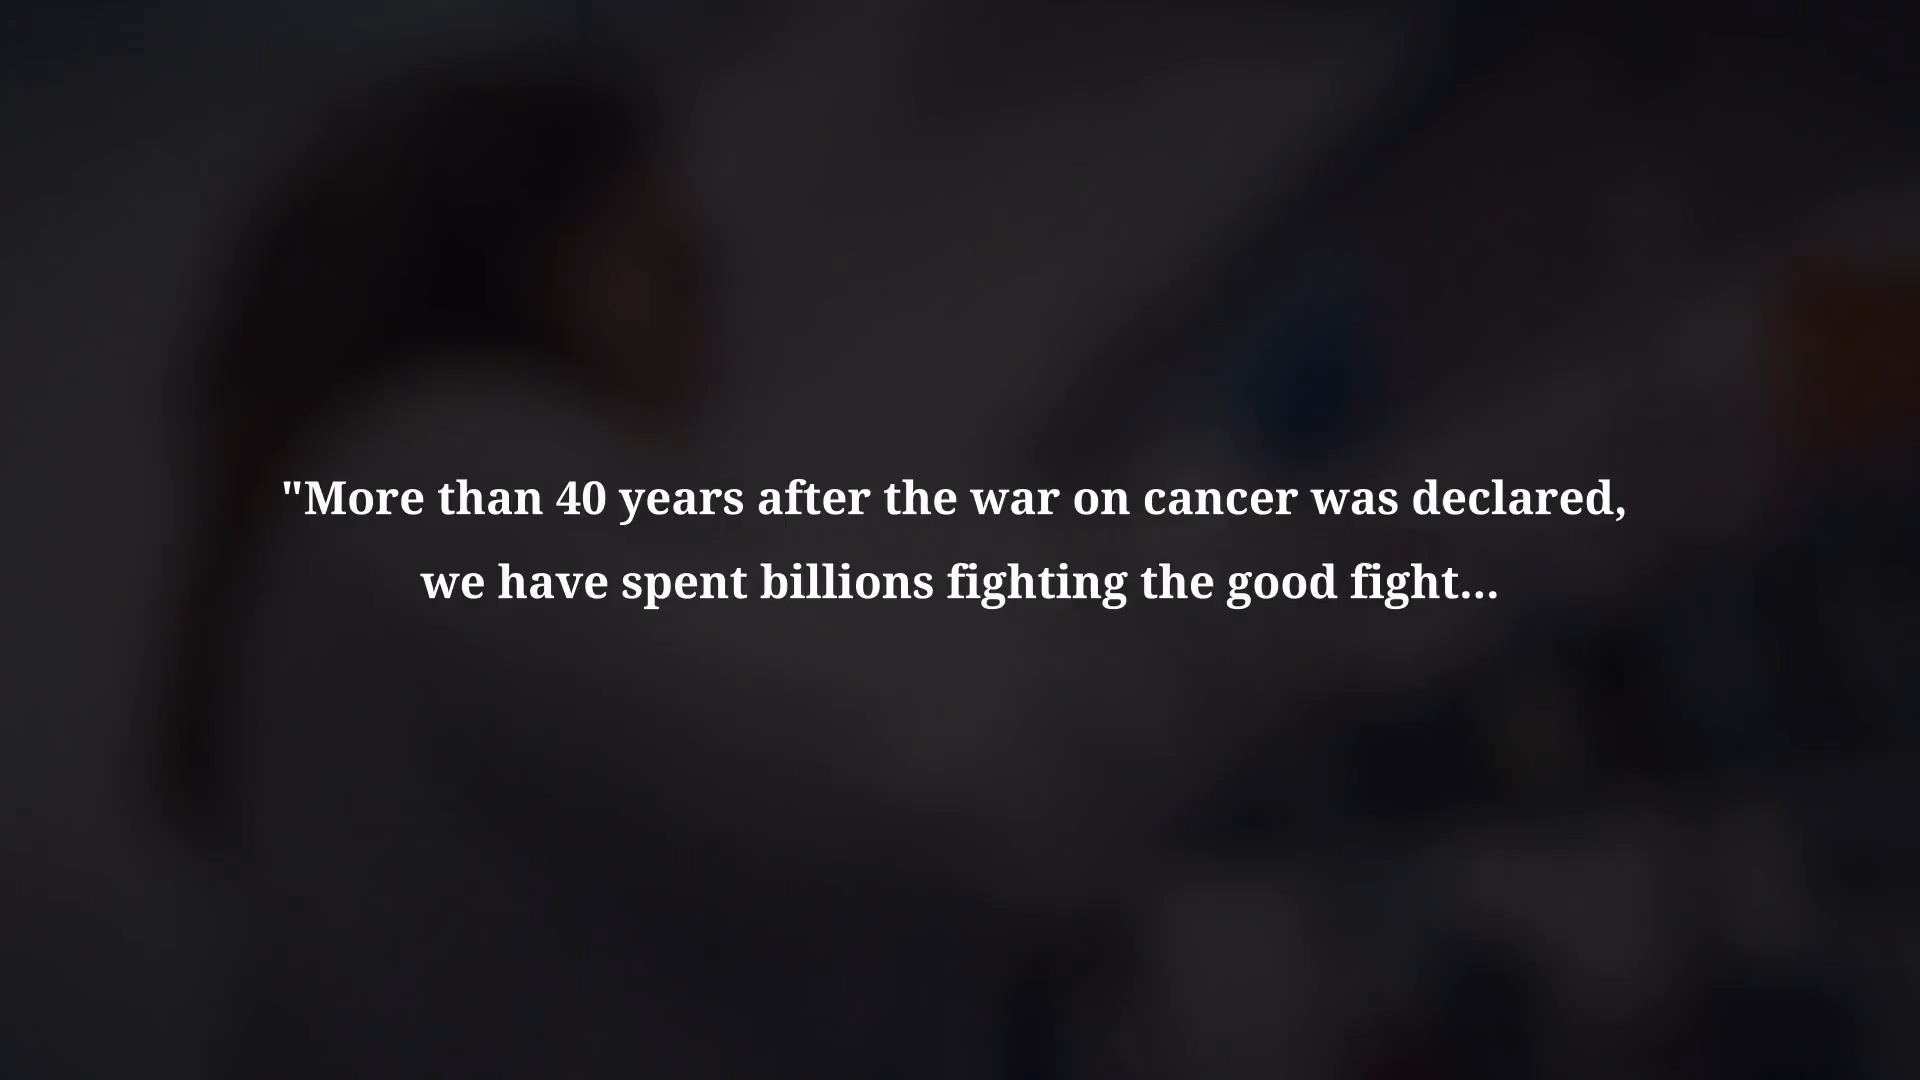 "More than 40 years after the war on cancer was declared,
we have spent billions fighting the good fight...